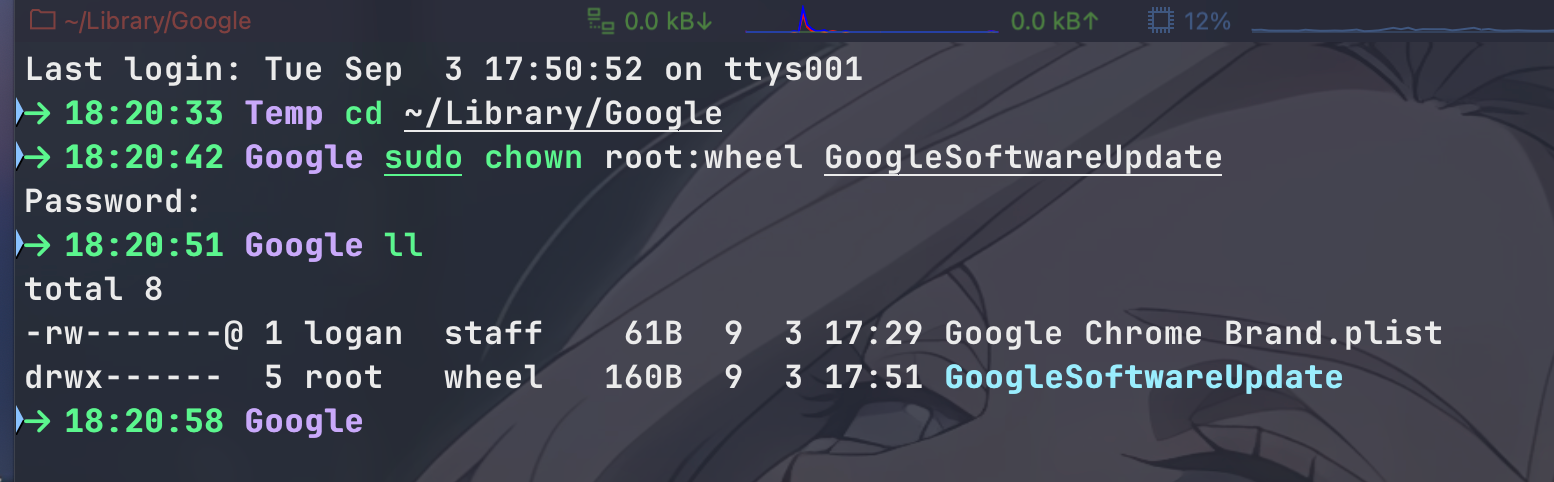 ~/Library/Google 0.0 kB↓ 0.0 kB↑ 12%
Last login: Tue Sep  3 17:50:52 on ttys001
→ 18:20:33 Temp cd ~/Library/Google
→ 18:20:42 Google sudo chown root:wheel GoogleSoftwareUpdate
Password:
→ 18:20:51 Google ll
total 8
-rw-------@ 1 logan  staff    61B  9  3 17:29 Google Chrome Brand.plist
drwx------  5 root   wheel   160B  9  3 17:51 GoogleSoftwareUpdate
→ 18:20:58 Google